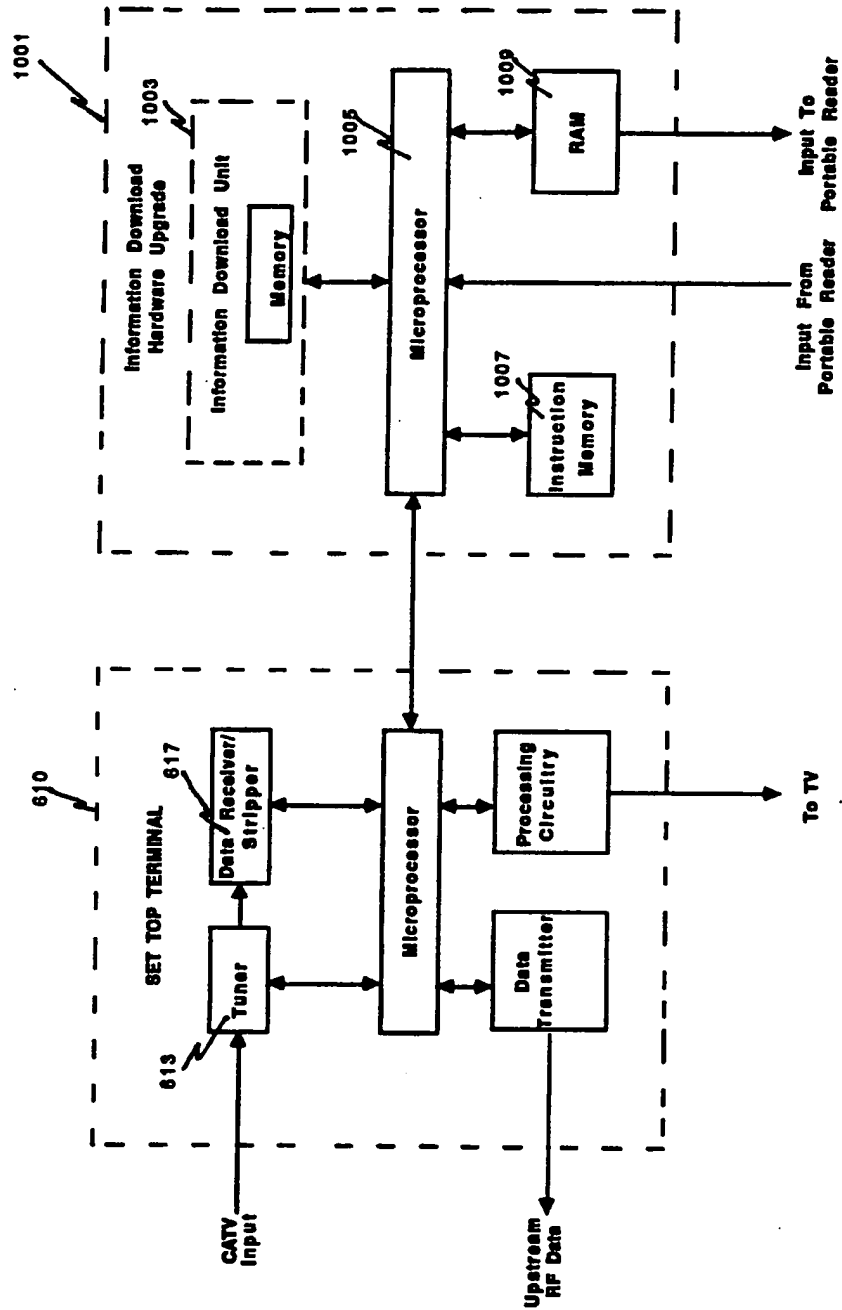 610
SET TOP TERMINAL
CATV
Input
613
Tuner
617
Data Receiver/
Stripper
Microprocessor
Data
Transmitter
Processing
Circuitry
Upstream
RF Data
To TV
1001
Information Download
Hardware Upgrade
1003
Information Download Unit
Memory
1005
Microprocessor
1007
Instruction
Memory
1009
RAM
Input From
Portable Reader
Input To
Portable Reader